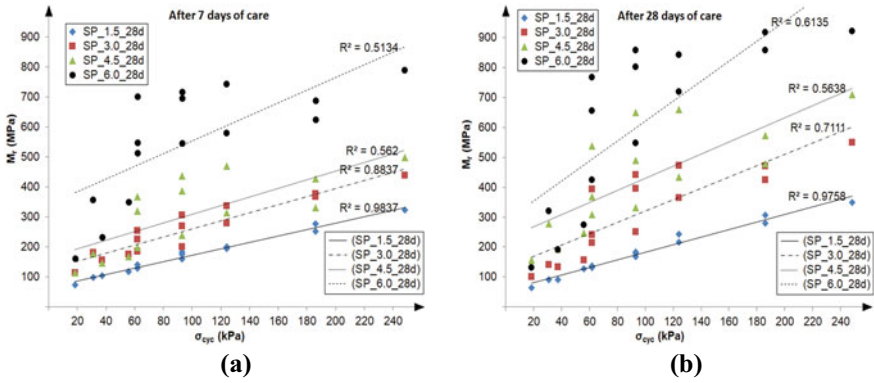 After 7 days of care
SP_1.5_28d
SP_3.0_28d
SP_4.5_28d
SP_6.0_28d
R² = 0.5134
R² = 0.562
R² = 0.8837
R² = 0.9837
(SP_1.5_28d)
(SP_3.0_28d)
(SP_4.5_28d)
(SP_6.0_28d)
Mr (MPa)
900
800
700
600
500
400
300
200
100
0 20 40 60 80 100 120 140 160 180 200 220 240
σcyc (kPa)
(a)
After 28 days of care
SP_1.5_28d
SP_3.0_28d
SP_4.5_28d
SP_6.0_28d
R² = 0.6135
R² = 0.5638
R² = 0.7111
R² = 0.9758
(SP_1.5_28d)
(SP_3.0_28d)
(SP_4.5_28d)
(SP_6.0_28d)
Mr (MPa)
900
800
700
600
500
400
300
200
100
0 20 40 60 80 100 120 140 160 180 200 220 240
σcyc (kPa)
(b)